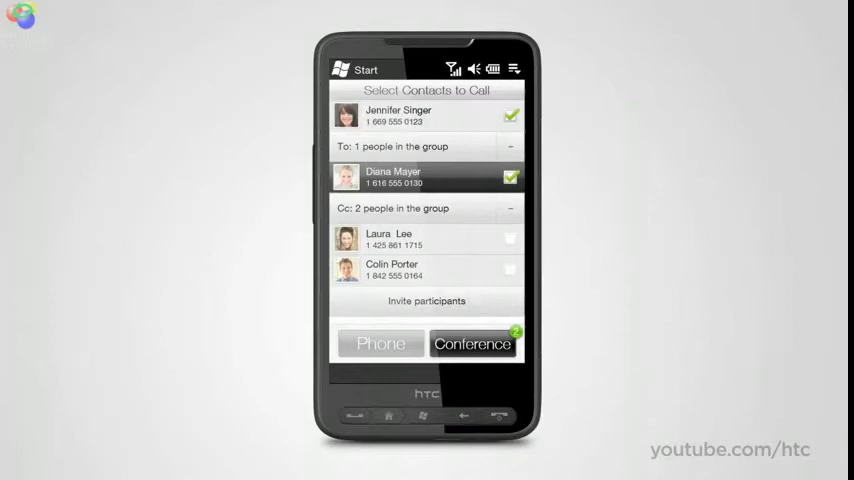 Start
Select Contacts to Call
Jennifer Singer
1 669 555 0123
To: 1 people in the group
Diana Mayer
1 616 555 0130
Cc: 2 people in the group
Laura Lee
1 425 861 1715
Colin Porter
1 842 555 0164
Invite participants
Phone
Conference
2
hTC
youtube.com/htc